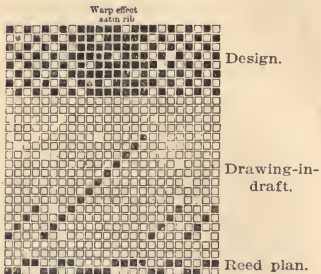 Warp effect
satin rib
Design.
Drawing-in-
draft.
Reed plan.